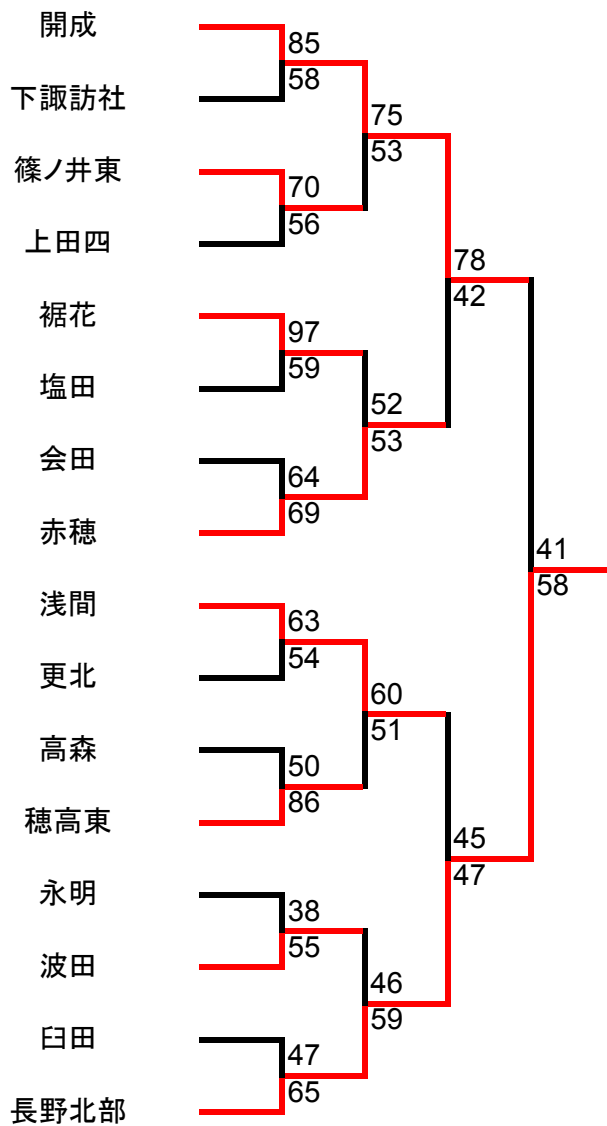 開成
85
58
下諏訪社
75
53
篠ノ井東
70
56
上田四
78
42
裾花
97
59
塩田
52
53
会田
64
69
赤穂
41
58
浅間
63
54
更北
60
51
高森
50
86
穂高東
45
47
永明
38
55
波田
46
59
臼田
47
65
長野北部